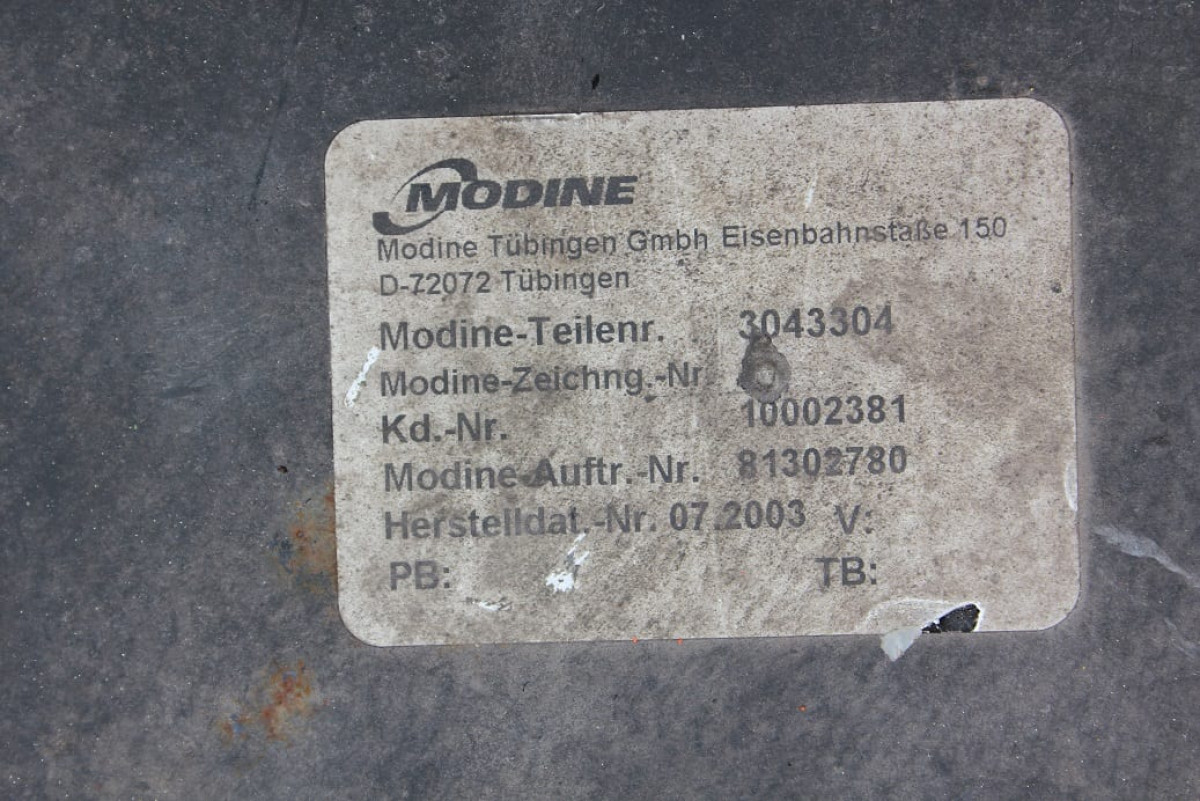 MODINE
Modine Tübingen Gmbh Eisenbahnstaße 150
D-72072 Tübingen
Modine-Teilenr. 3043304
Modine-Zeichng.-Nr
Kd.-Nr. 10002381
Modine-Auftr.-Nr. 81302780
Herstelldat.-Nr. 07.2003 V:
PB: TB: